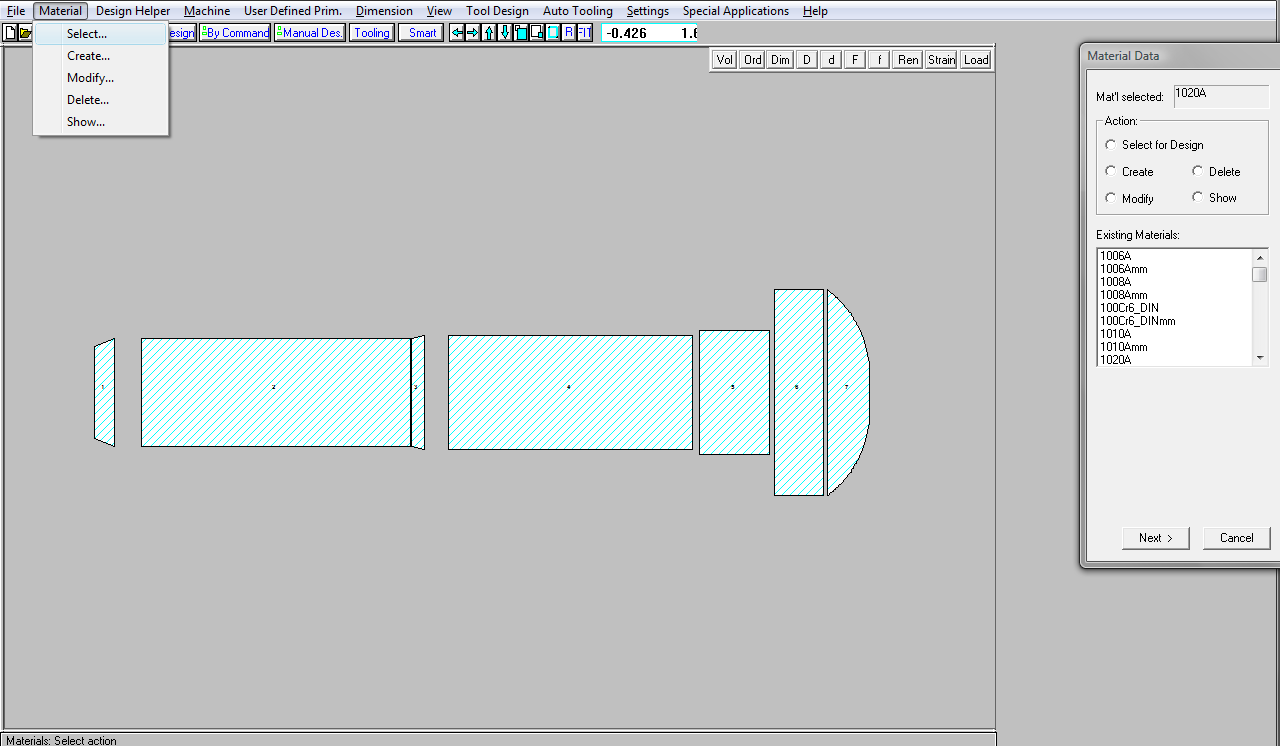 File Material Design Helper Machine User Defined Prim. Dimension View Tool Design Auto Tooling Settings Special Applications Help
esign By Command Manual Des. Tooling Smart R FIT -0.426 1.6
Select...
Create...
Modify...
Delete...
Show...
Vol Ord Dim D d F f Ren Strain Load
Material Data
Mat'l selected: 1020A
Action:
Select for Design
Create Delete
Modify Show
Existing Materials:
1006A
1006Amm
1008A
1008Amm
100Cr6_DIN
100Cr6_DINmm
1010A
1010Amm
1020A
Next > Cancel
1 2 3 4 5 6 7
Materials: Select action